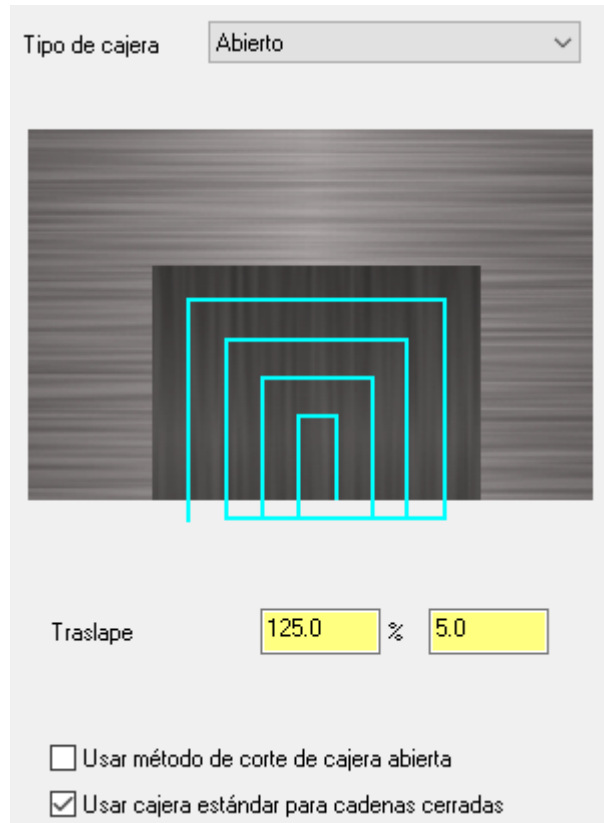 Tipo de cajera Abierto
Traslape 125.0 % 5.0
Usar método de corte de cajera abierta
Usar cajera estándar para cadenas cerradas